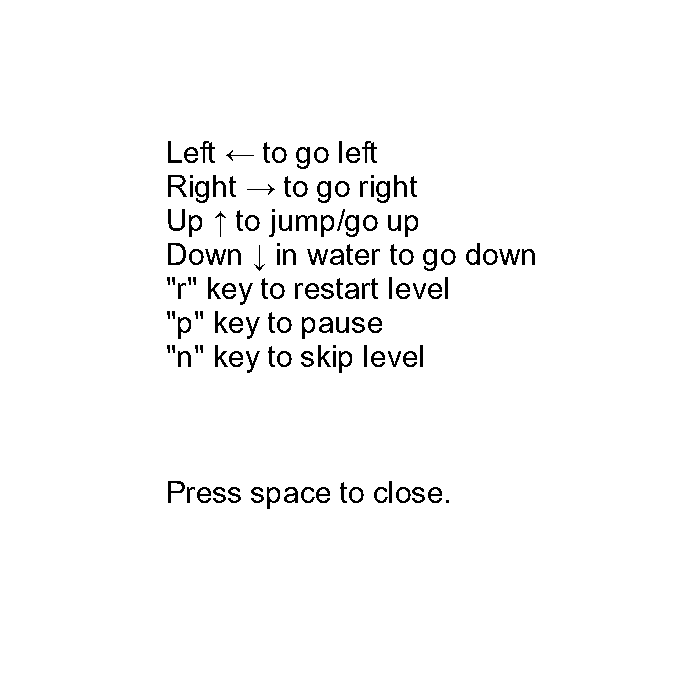 Left ← to go left
Right → to go right
Up ↑ to jump/go up
Down ↓ in water to go down
"r" key to restart level
"p" key to pause
"n" key to skip level
Press space to close.